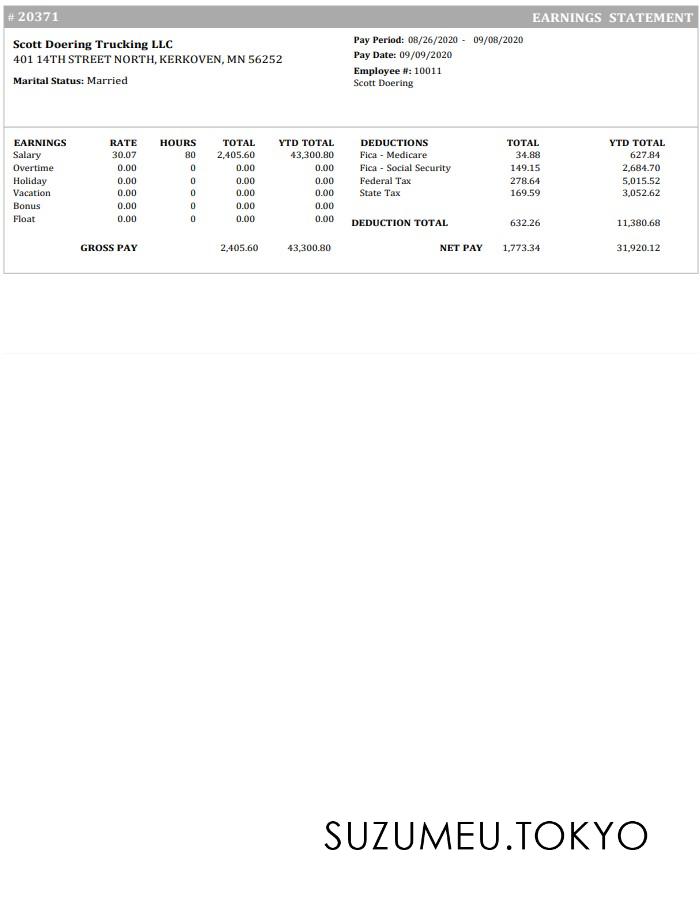 # 20371 EARNINGS STATEMENT
Scott Doering Trucking LLC
401 14TH STREET NORTH, KERKOVEN, MN 56252
Marital Status: Married
Pay Period: 08/26/2020 - 09/08/2020
Pay Date: 09/09/2020
Employee #: 10011
Scott Doering
EARNINGS RATE HOURS TOTAL YTD TOTAL
Salary 30.07 80 2,405.60 43,300.80
Overtime 0.00 0 0.00 0.00
Holiday 0.00 0 0.00 0.00
Vacation 0.00 0 0.00 0.00
Bonus 0.00 0 0.00 0.00
Float 0.00 0 0.00 0.00
GROSS PAY 2,405.60 43,300.80
DEDUCTIONS TOTAL YTD TOTAL
Fica - Medicare 34.88 627.84
Fica - Social Security 149.15 2,684.70
Federal Tax 278.64 5,015.52
State Tax 169.59 3,052.62
DEDUCTION TOTAL 632.26 11,380.68
NET PAY 1,773.34 31,920.12
SUZUMEU.TOKYO